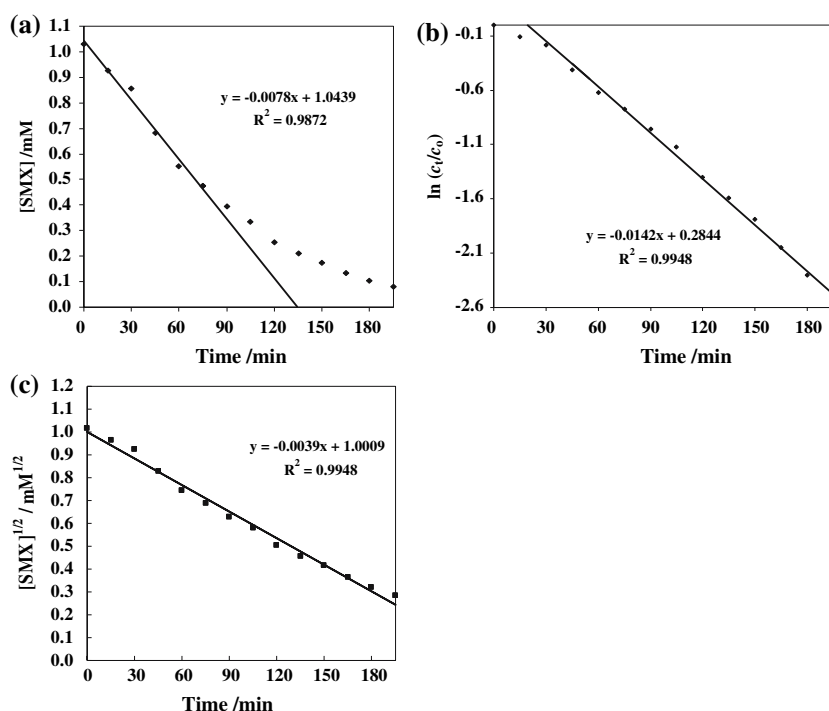 (a)
1.1
1.0
0.9
0.8
0.7
0.6
0.5
0.4
0.3
0.2
0.1
0.0
[SMX] /mM
y = -0.0078x + 1.0439
R² = 0.9872
0 30 60 90 120 150 180
Time /min
(b)
-0.1
-0.6
-1.1
-1.6
-2.1
-2.6
ln (cₜ/cₒ)
y = -0.0142x + 0.2844
R² = 0.9948
0 30 60 90 120 150 180
Time /min
(c)
1.2
1.1
1.0
0.9
0.8
0.7
0.6
0.5
0.4
0.3
0.2
0.1
0.0
[SMX]¹ᐟ² / mM¹ᐟ²
y = -0.0039x + 1.0009
R² = 0.9948
0 30 60 90 120 150 180
Time /min